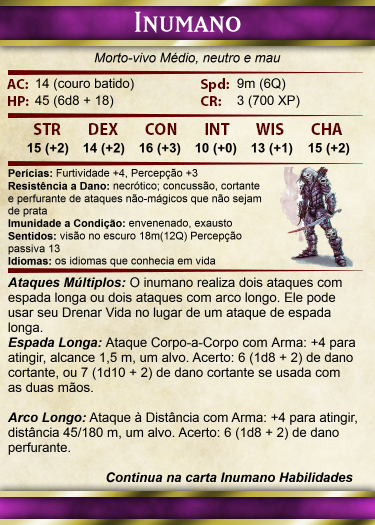 Inumano
Morto-vivo Médio, neutro e mau
AC: 14 (couro batido) Spd: 9m (6Q)
HP: 45 (6d8 + 18) CR: 3 (700 XP)
STR DEX CON INT WIS CHA
15 (+2) 14 (+2) 16 (+3) 10 (+0) 13 (+1) 15 (+2)
Perícias: Furtividade +4, Percepção +3
Resistência a Dano: necrótico; concussão, cortante
e perfurante de ataques não-mágicos que não sejam
de prata
Imunidade a Condição: envenenado, exausto
Sentidos: visão no escuro 18m(12Q) Percepção
passiva 13
Idiomas: os idiomas que conhecia em vida
Ataques Múltiplos: O inumano realiza dois ataques com
espada longa ou dois ataques com arco longo. Ele pode
usar seu Drenar Vida no lugar de um ataque de espada
longa.
Espada Longa: Ataque Corpo-a-Corpo com Arma: +4 para
atingir, alcance 1,5 m, um alvo. Acerto: 6 (1d8 + 2) de dano
cortante, ou 7 (1d10 + 2) de dano cortante se usada com
as duas mãos.
Arco Longo: Ataque à Distância com Arma: +4 para atingir,
distância 45/180 m, um alvo. Acerto: 6 (1d8 + 2) de dano
perfurante.
Continua na carta Inumano Habilidades